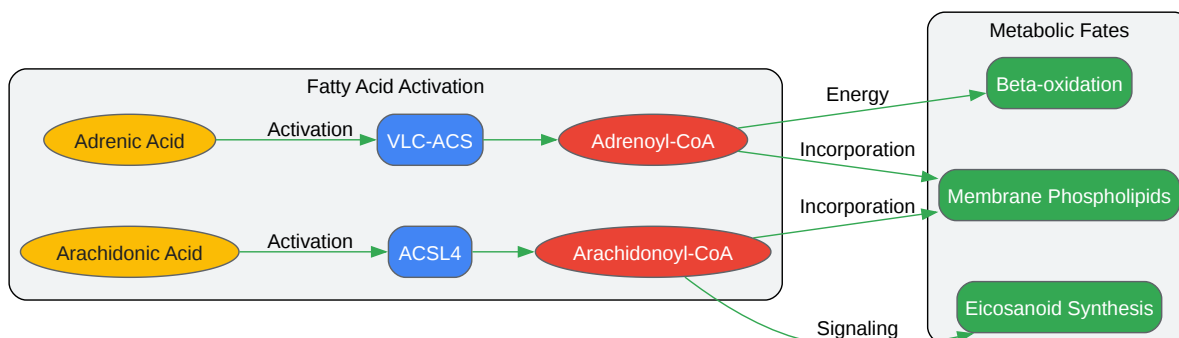 Metabolic Fates
Fatty Acid Activation
Beta-oxidation
Energy
Adrenic Acid
Activation
VLC-ACS
Adrenoyl-CoA
Incorporation
Membrane Phospholipids
Incorporation
Arachidonic Acid
Activation
ACSL4
Arachidonoyl-CoA
Eicosanoid Synthesis
Signaling